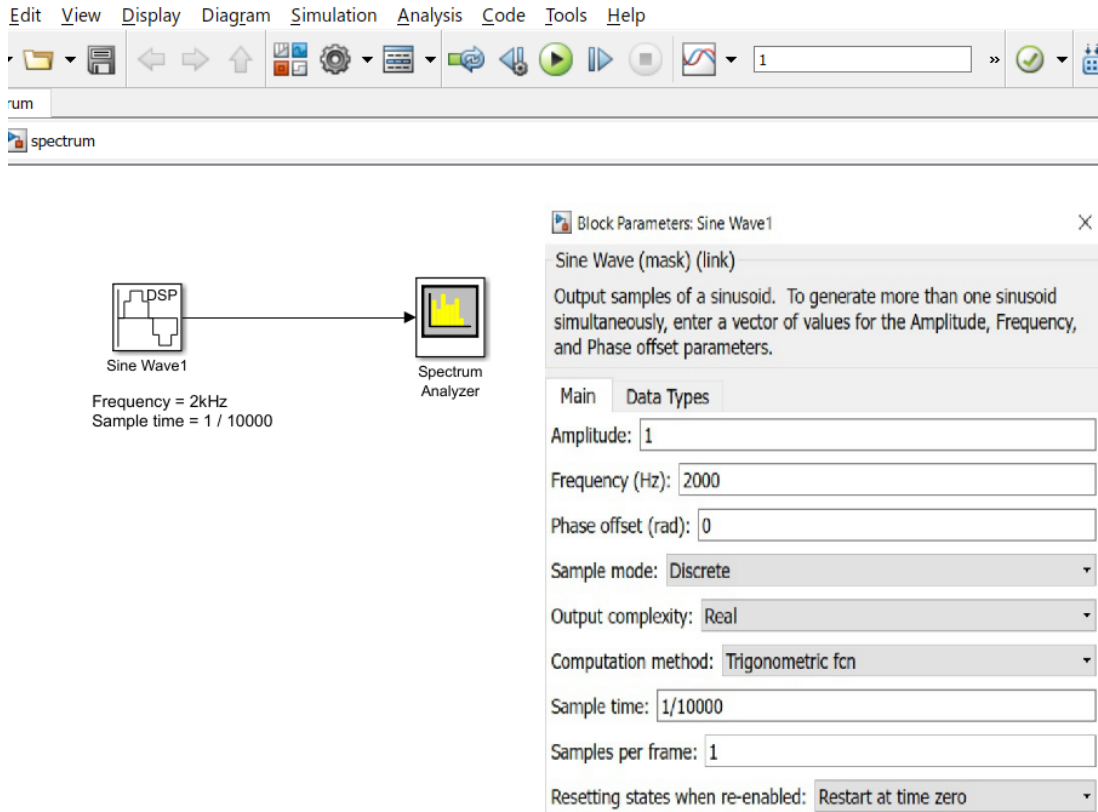 Edit View Display Diagram Simulation Analysis Code Tools Help
1
»
rum
spectrum
DSP
Sine Wave1
Frequency = 2kHz
Sample time = 1 / 10000
Spectrum
Analyzer
Block Parameters: Sine Wave1
Sine Wave (mask) (link)
Output samples of a sinusoid. To generate more than one sinusoid
simultaneously, enter a vector of values for the Amplitude, Frequency,
and Phase offset parameters.
Main Data Types
Amplitude: 1
Frequency (Hz): 2000
Phase offset (rad): 0
Sample mode: Discrete
Output complexity: Real
Computation method: Trigonometric fcn
Sample time: 1/10000
Samples per frame: 1
Resetting states when re-enabled: Restart at time zero